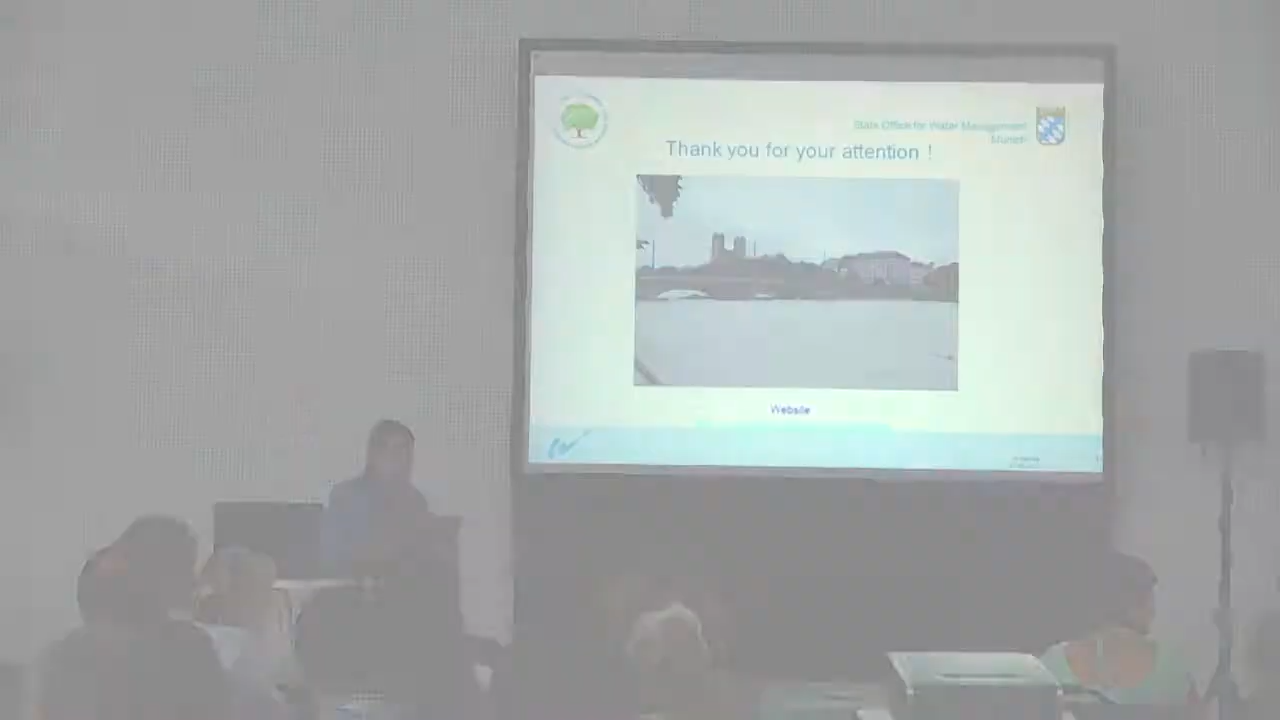 State Office for Water Management
Munich
Thank you for your attention !
Website